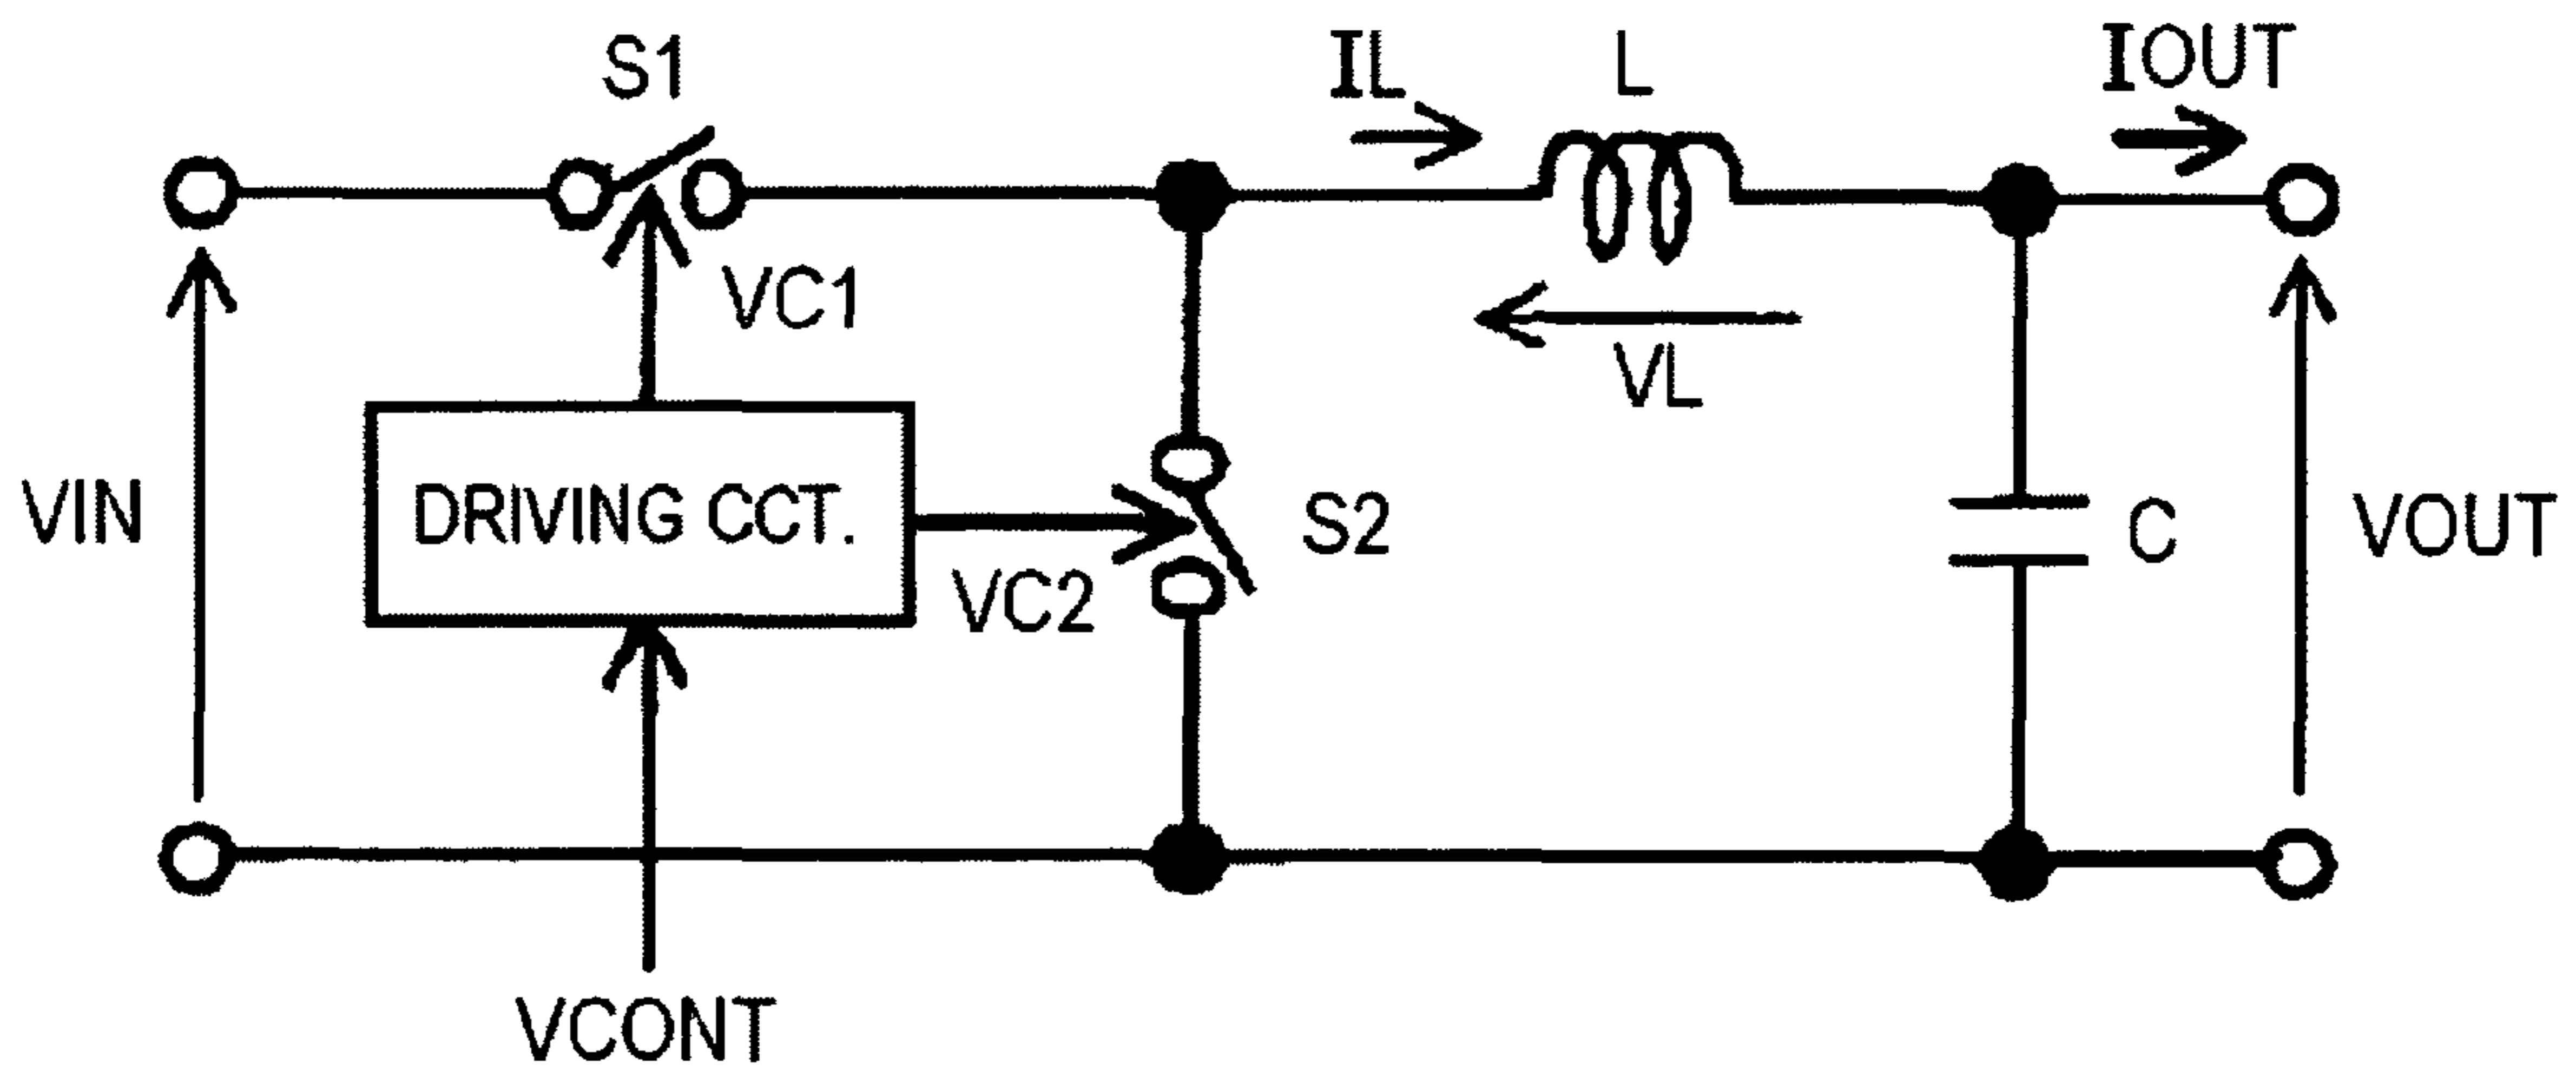 S1
IL
L
IOUT
VC1
VL
VIN
DRIVING CCT.
S2
C
VOUT
VC2
VCONT